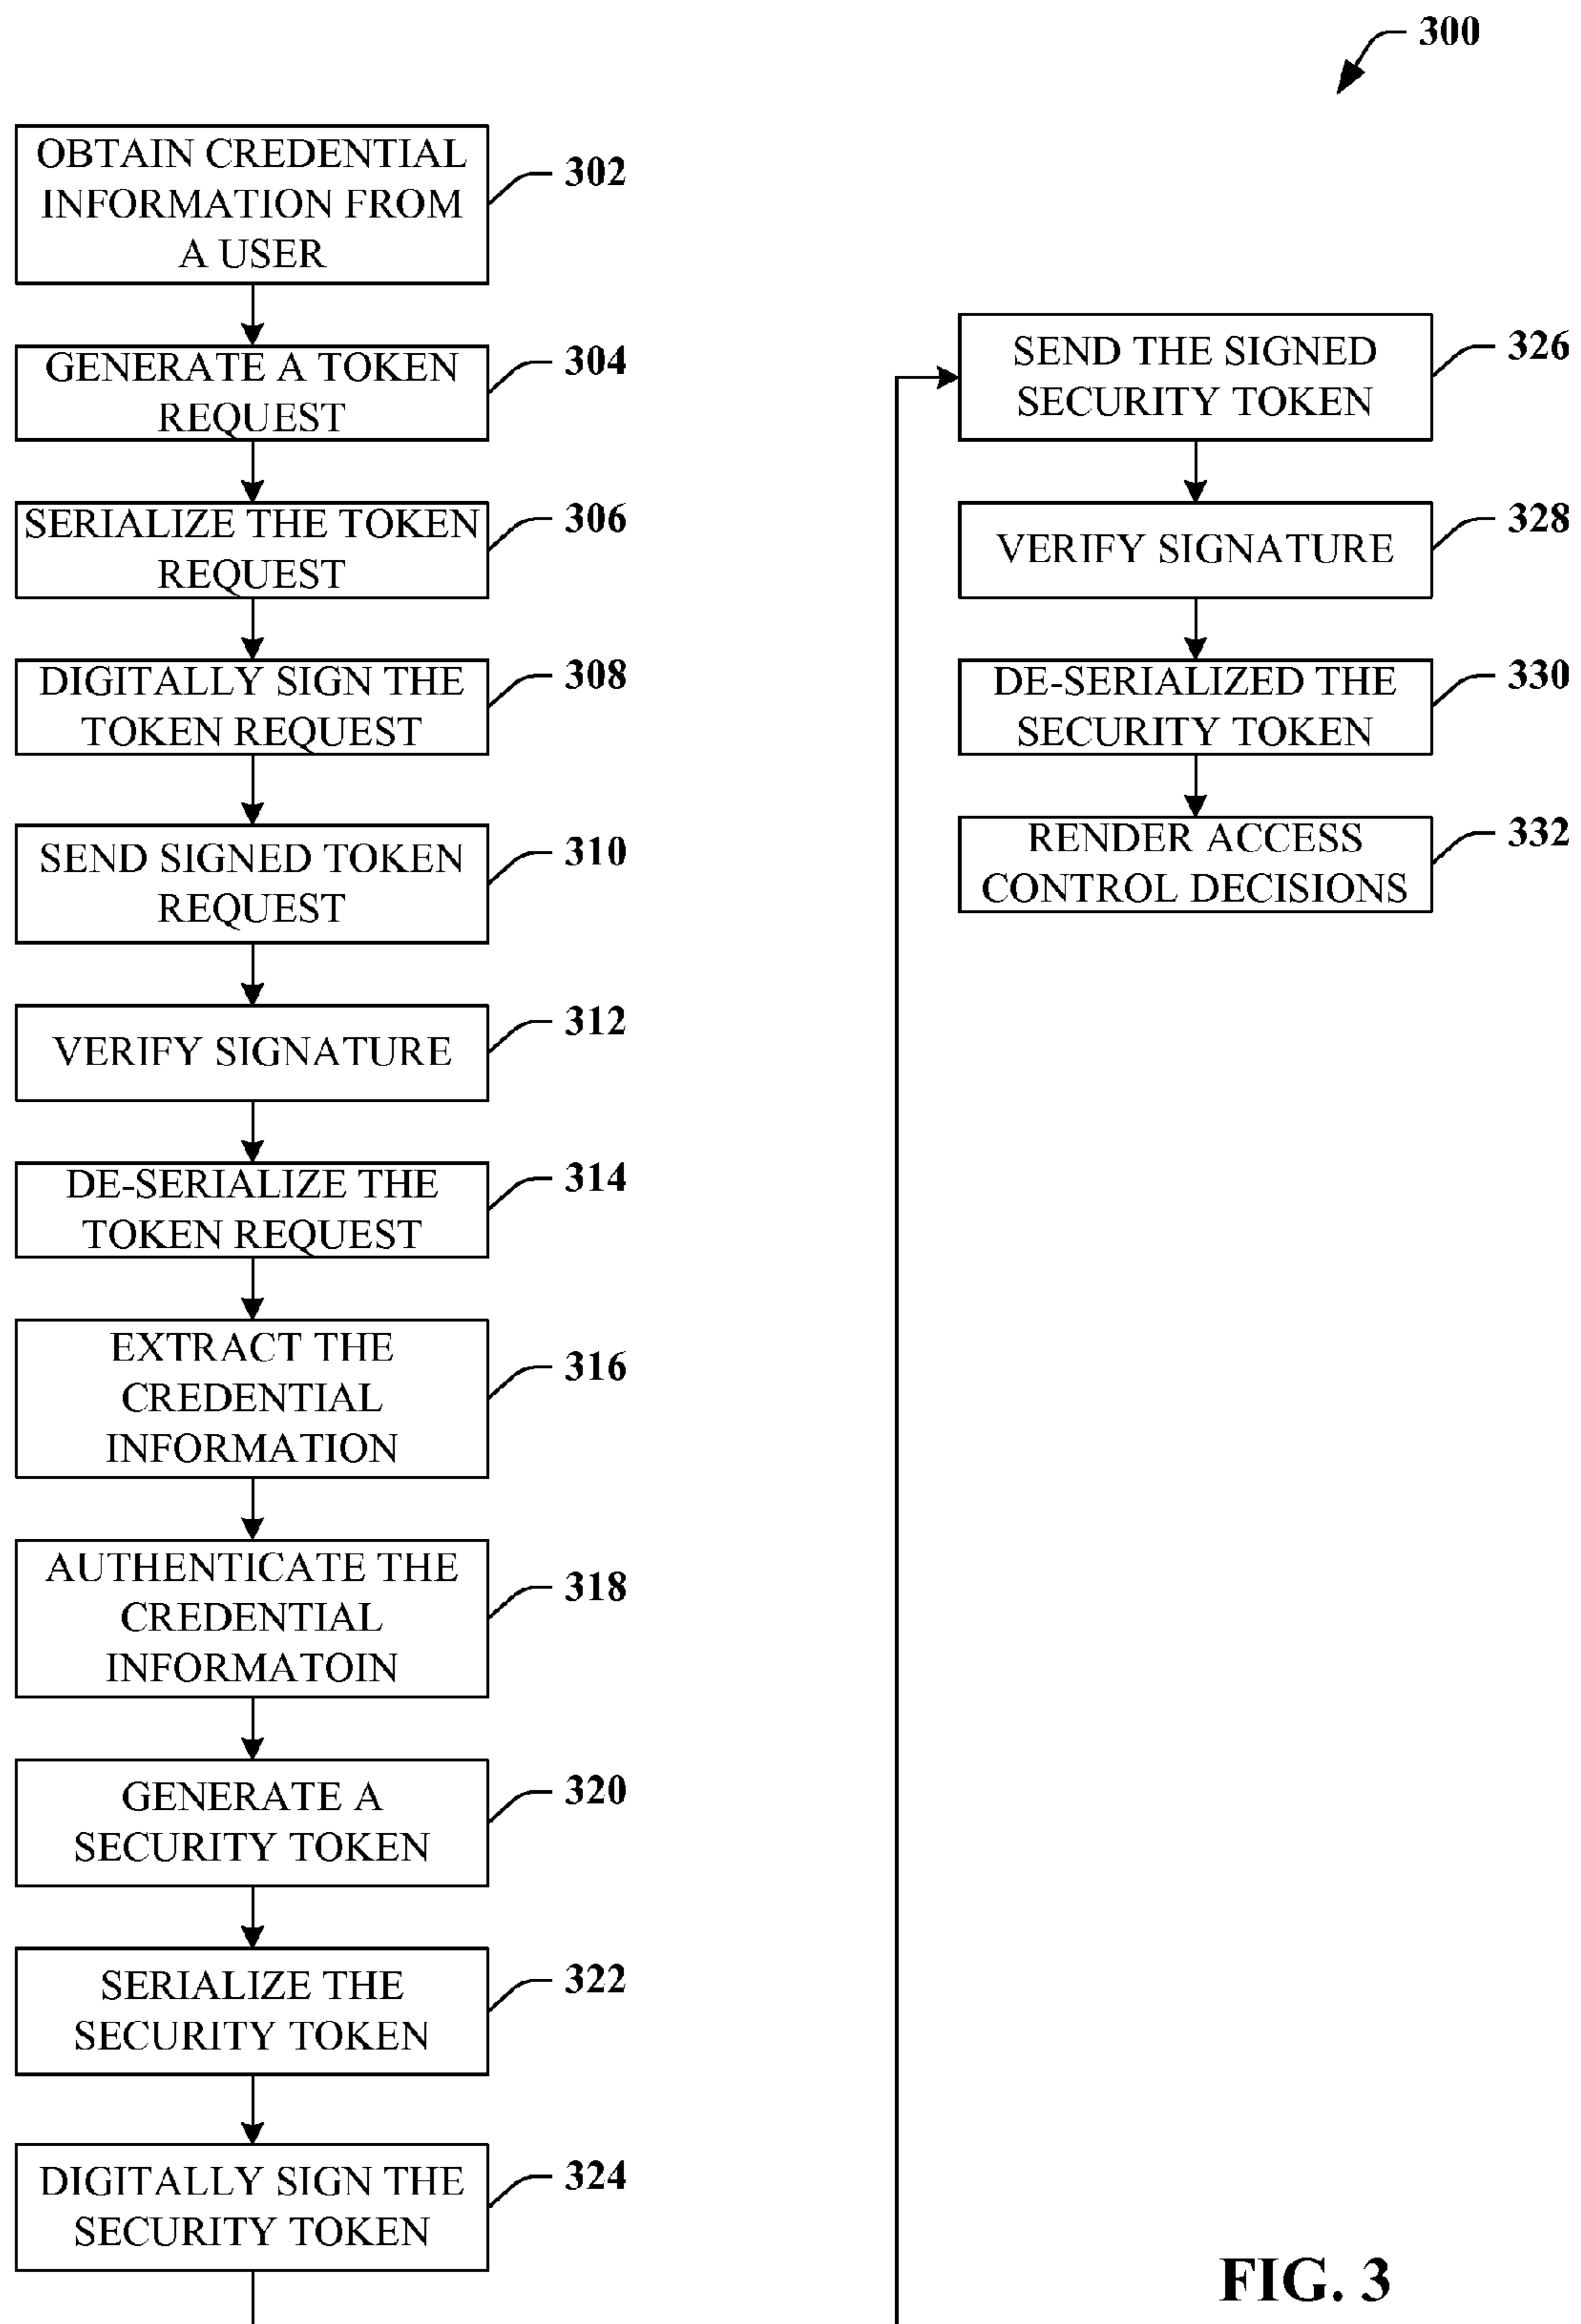 300
OBTAIN CREDENTIAL
INFORMATION FROM
A USER
302
GENERATE A TOKEN
REQUEST
304
SERIALIZE THE TOKEN
REQUEST
306
DIGITALLY SIGN THE
TOKEN REQUEST
308
SEND SIGNED TOKEN
REQUEST
310
VERIFY SIGNATURE
312
DE-SERIALIZE THE
TOKEN REQUEST
314
EXTRACT THE
CREDENTIAL
INFORMATION
316
AUTHENTICATE THE
CREDENTIAL
INFORMATOIN
318
GENERATE A
SECURITY TOKEN
320
SERIALIZE THE
SECURITY TOKEN
322
DIGITALLY SIGN THE
SECURITY TOKEN
324
SEND THE SIGNED
SECURITY TOKEN
326
VERIFY SIGNATURE
328
DE-SERIALIZED THE
SECURITY TOKEN
330
RENDER ACCESS
CONTROL DECISIONS
332
FIG. 3